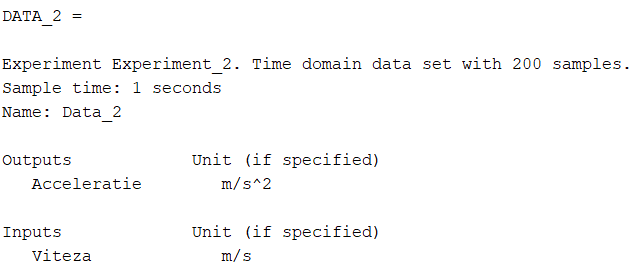 DATA_2 =
Experiment Experiment_2. Time domain data set with 200 samples.
Sample time: 1 seconds
Name: Data_2
Outputs Unit (if specified)
Acceleratie m/s^2
Inputs Unit (if specified)
Viteza m/s